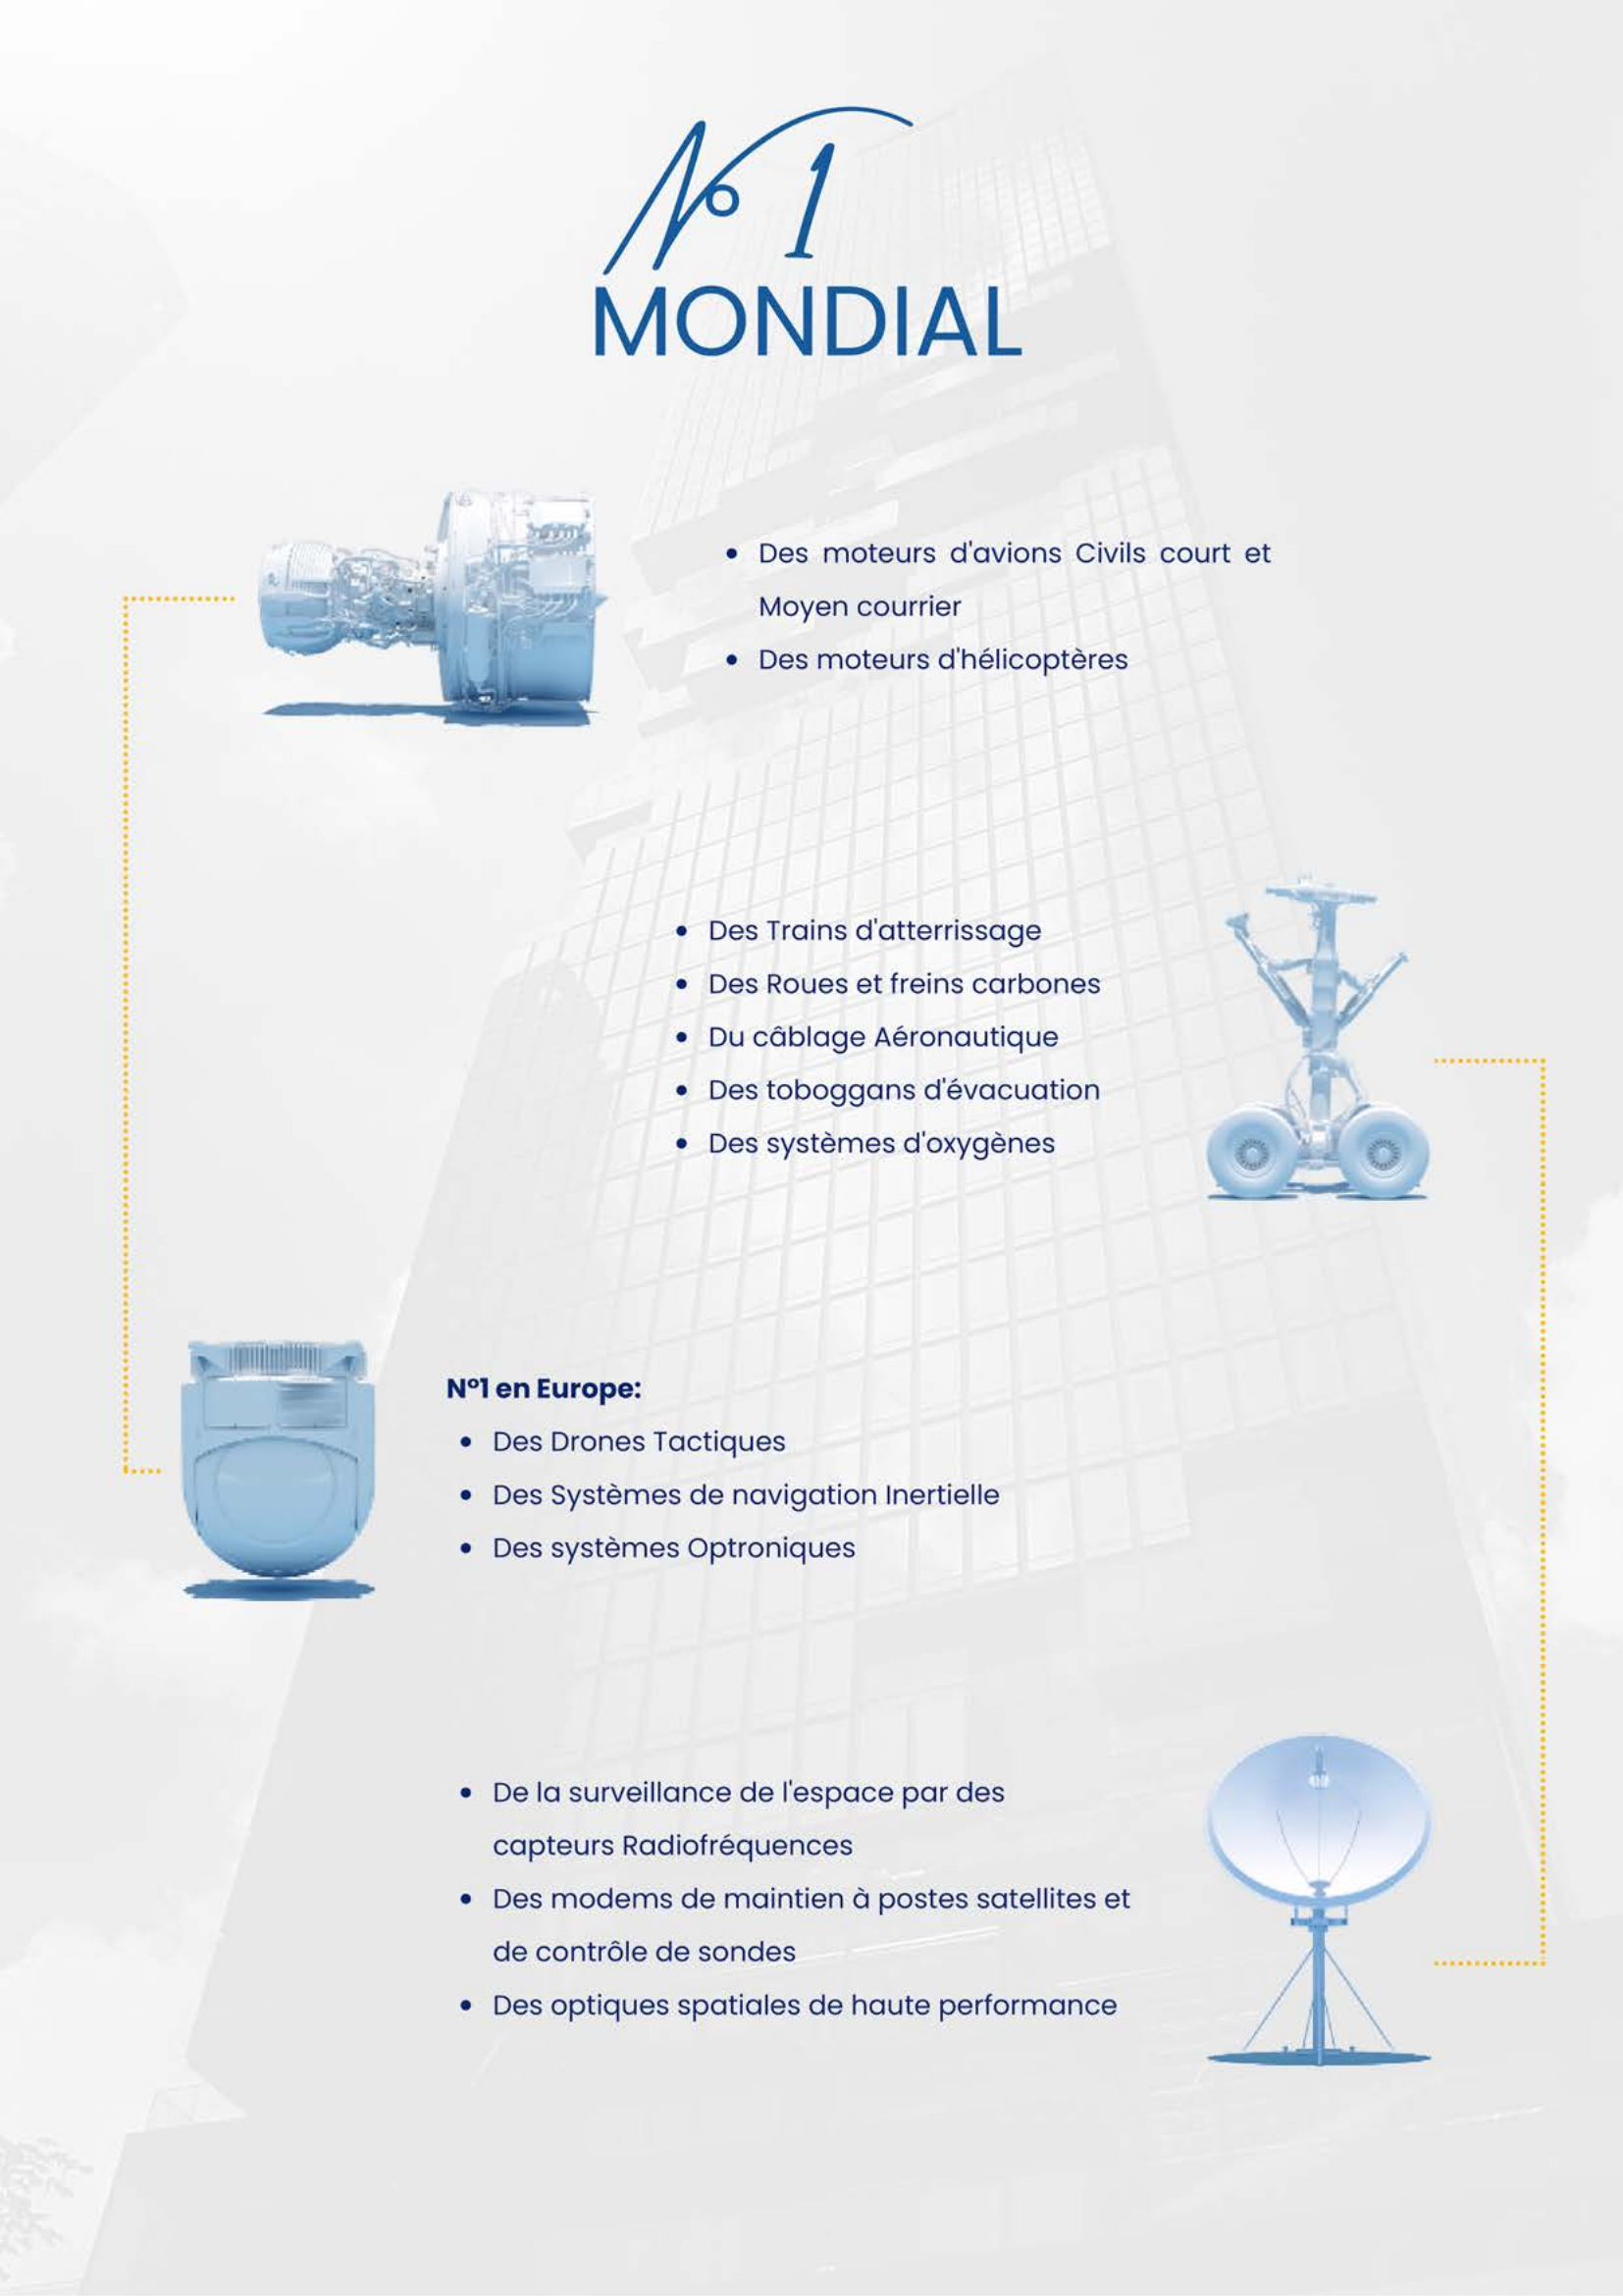 N° 1
MONDIAL
• Des moteurs d'avions Civils court et
Moyen courrier
• Des moteurs d'hélicoptères
• Des Trains d'atterrissage
• Des Roues et freins carbones
• Du câblage Aéronautique
• Des toboggans d'évacuation
• Des systèmes d'oxygènes
N°1 en Europe:
• Des Drones Tactiques
• Des Systèmes de navigation Inertielle
• Des systèmes Optroniques
• De la surveillance de l'espace par des
capteurs Radiofréquences
• Des modems de maintien à postes satellites et
de contrôle de sondes
• Des optiques spatiales de haute performance